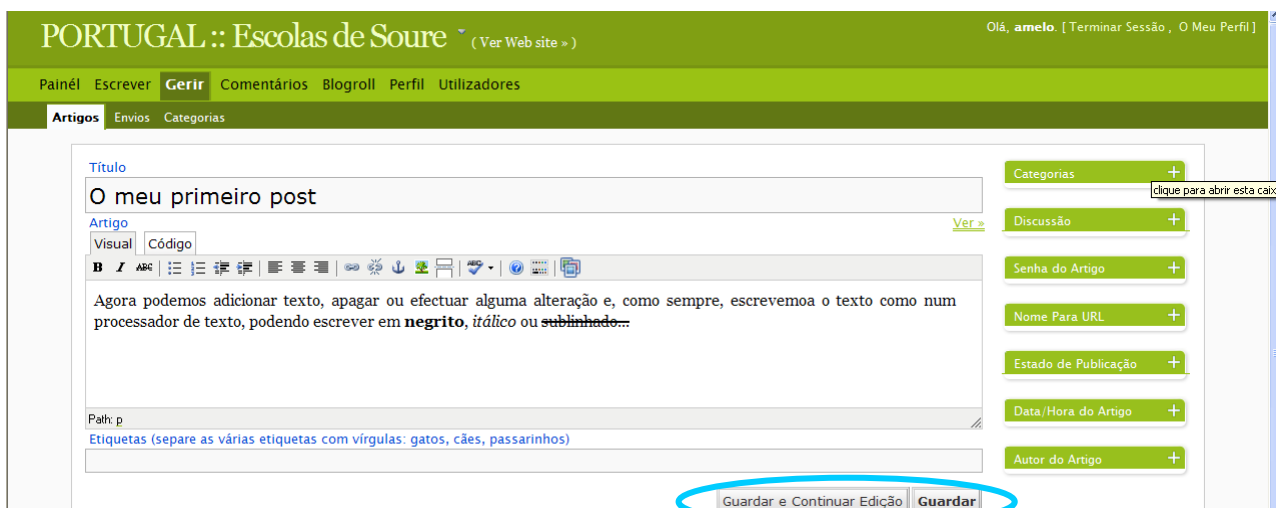 PORTUGAL :: Escolas de Soure ( Ver Web site » )
Olá, amelo. [ Terminar Sessão , O Meu Perfil ]
Painél Escrever Gerir Comentários Blogroll Perfil Utilizadores
Artigos Envios Categorias
Título
O meu primeiro post
Artigo
Ver »
Visual Código
B I ABC ABC
Agora podemos adicionar texto, apagar ou efectuar alguma alteração e, como sempre, escrevemoa o texto como num
processador de texto, podendo escrever em negrito, itálico ou sublinhado...
Path: p
Etiquetas (separe as várias etiquetas com vírgulas: gatos, cães, passarinhos)
Guardar e Continuar Edição Guardar
Categorias +
clique para abrir esta caix
Discussão +
Senha do Artigo +
Nome Para URL +
Estado de Publicação +
Data/Hora do Artigo +
Autor do Artigo +